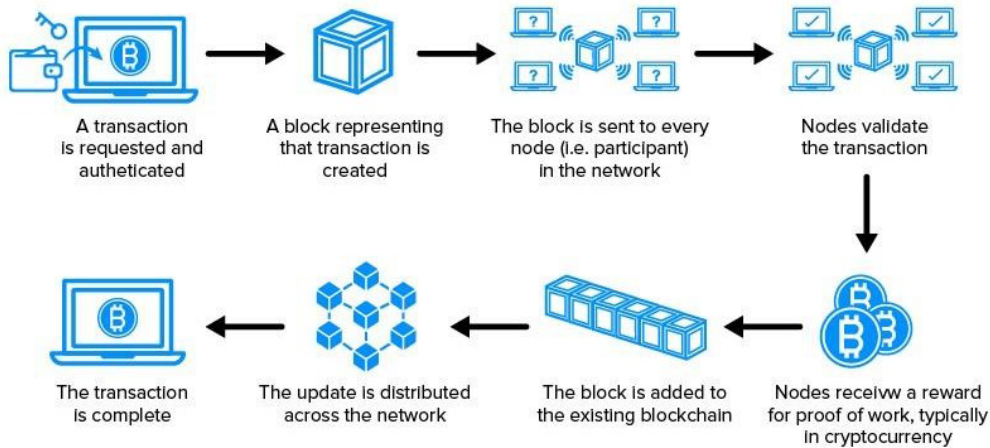 A transaction
is requested and
autheticated
A block representing
that transaction is
created
The block is sent to every
node (i.e. participant)
in the network
Nodes validate
the transaction
Nodes receivw a reward
for proof of work, typically
in cryptocurrency
The block is added to
the existing blockchain
The update is distributed
across the network
The transaction
is complete